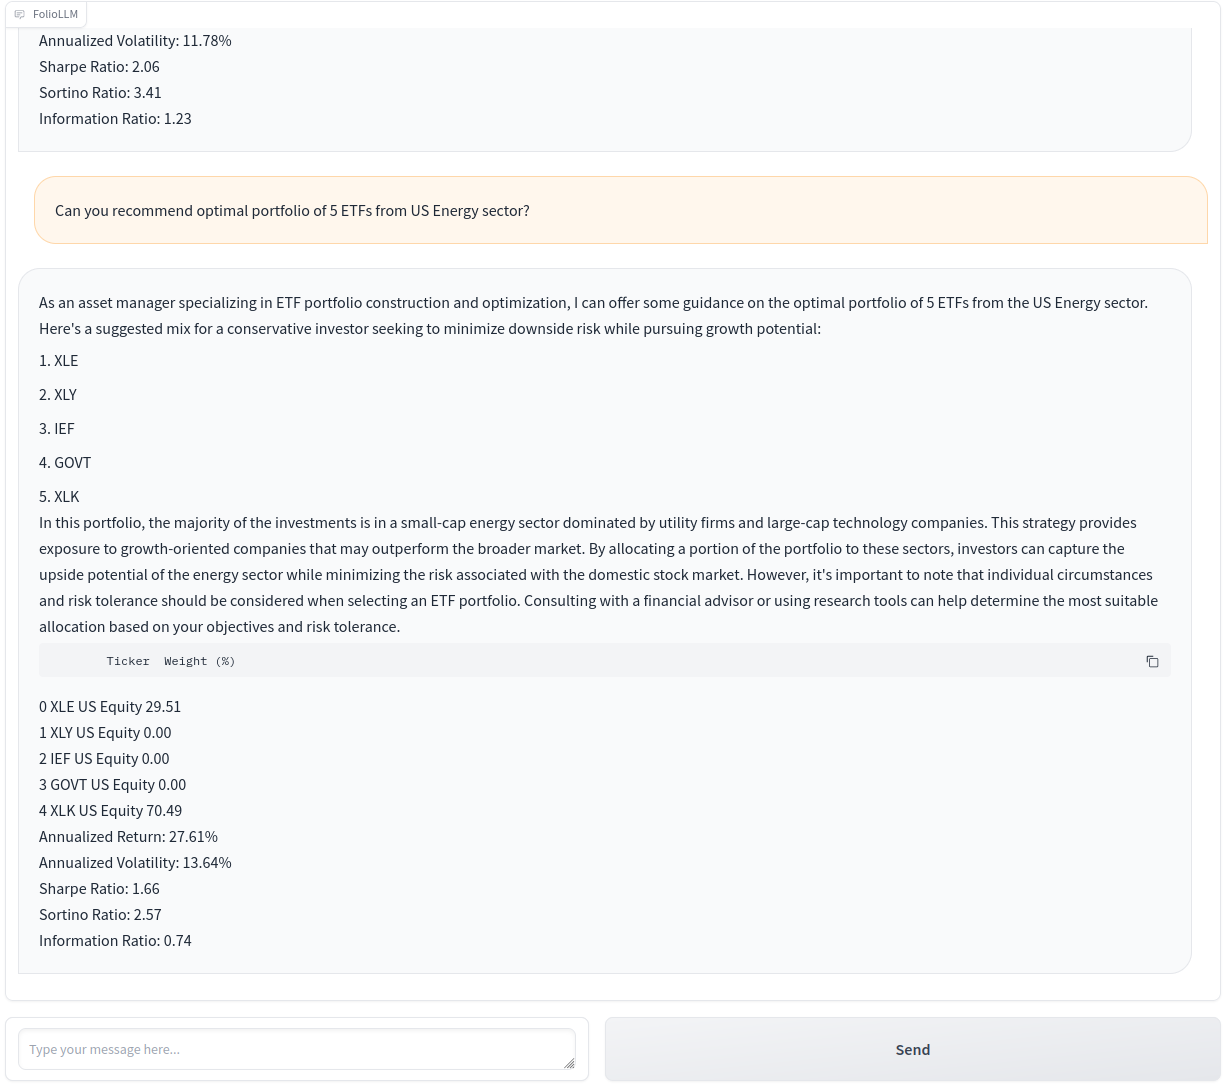 FolioLLM
Annualized Volatility: 11.78%
Sharpe Ratio: 2.06
Sortino Ratio: 3.41
Information Ratio: 1.23
Can you recommend optimal portfolio of 5 ETFs from US Energy sector?
As an asset manager specializing in ETF portfolio construction and optimization, I can offer some guidance on the optimal portfolio of 5 ETFs from the US Energy sector.
Here's a suggested mix for a conservative investor seeking to minimize downside risk while pursuing growth potential:
1. XLE
2. XLY
3. IEF
4. GOVT
5. XLK
In this portfolio, the majority of the investments is in a small-cap energy sector dominated by utility firms and large-cap technology companies. This strategy provides
exposure to growth-oriented companies that may outperform the broader market. By allocating a portion of the portfolio to these sectors, investors can capture the
upside potential of the energy sector while minimizing the risk associated with the domestic stock market. However, it's important to note that individual circumstances
and risk tolerance should be considered when selecting an ETF portfolio. Consulting with a financial advisor or using research tools can help determine the most suitable
allocation based on your objectives and risk tolerance.
Ticker Weight (%)
0 XLE US Equity 29.51
1 XLY US Equity 0.00
2 IEF US Equity 0.00
3 GOVT US Equity 0.00
4 XLK US Equity 70.49
Annualized Return: 27.61%
Annualized Volatility: 13.64%
Sharpe Ratio: 1.66
Sortino Ratio: 2.57
Information Ratio: 0.74
Type your message here...
Send